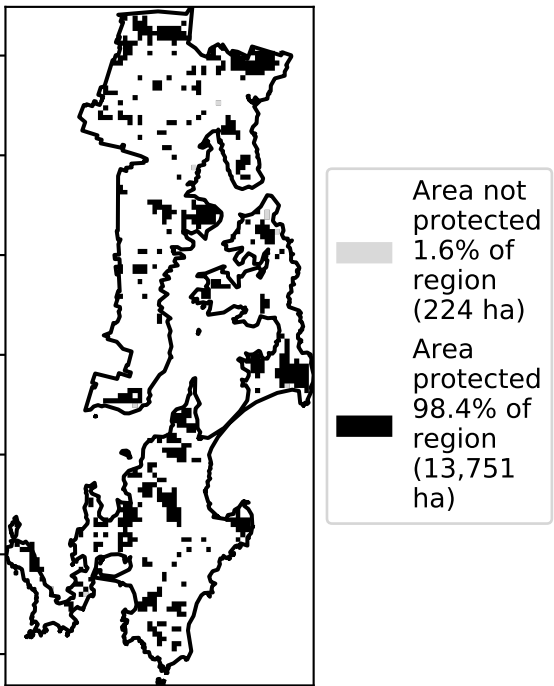 Area not
protected
1.6% of
region
(224 ha)
Area
protected
98.4% of
region
(13,751
ha)